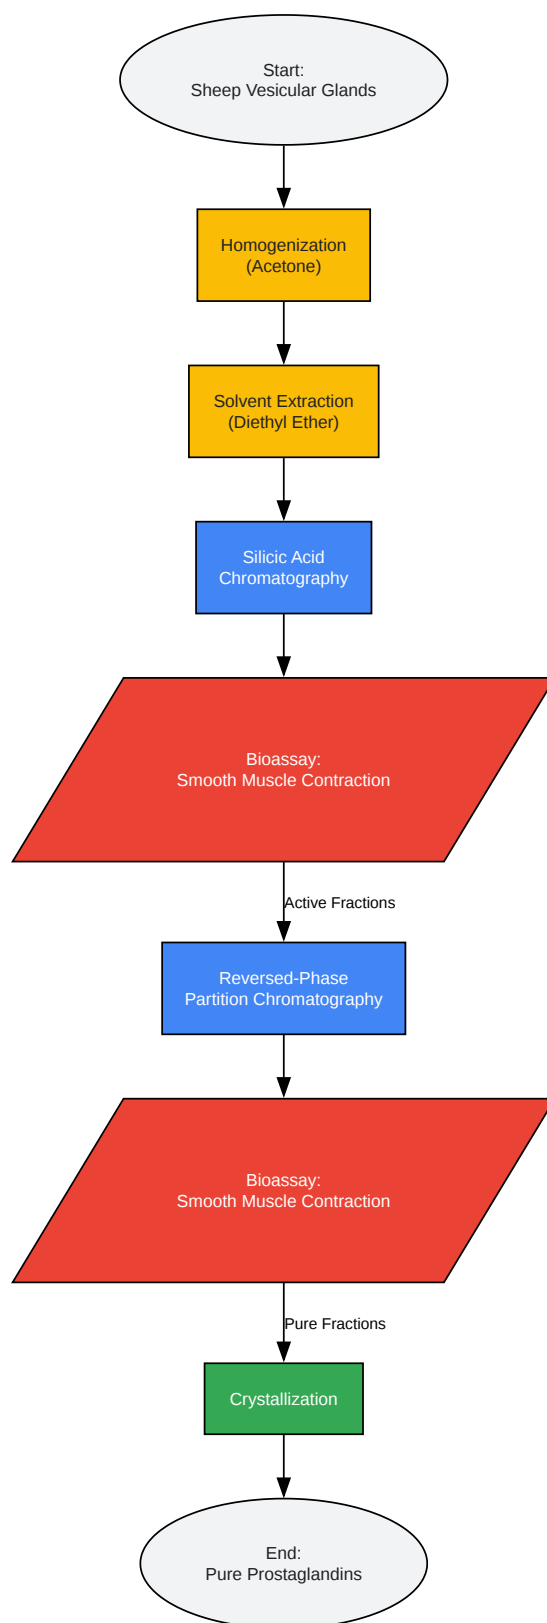 Start:
Sheep Vesicular Glands
Homogenization
(Acetone)
Solvent Extraction
(Diethyl Ether)
Silicic Acid
Chromatography
Bioassay:
Smooth Muscle Contraction
Active Fractions
Reversed-Phase
Partition Chromatography
Bioassay:
Smooth Muscle Contraction
Pure Fractions
Crystallization
End:
Pure Prostaglandins